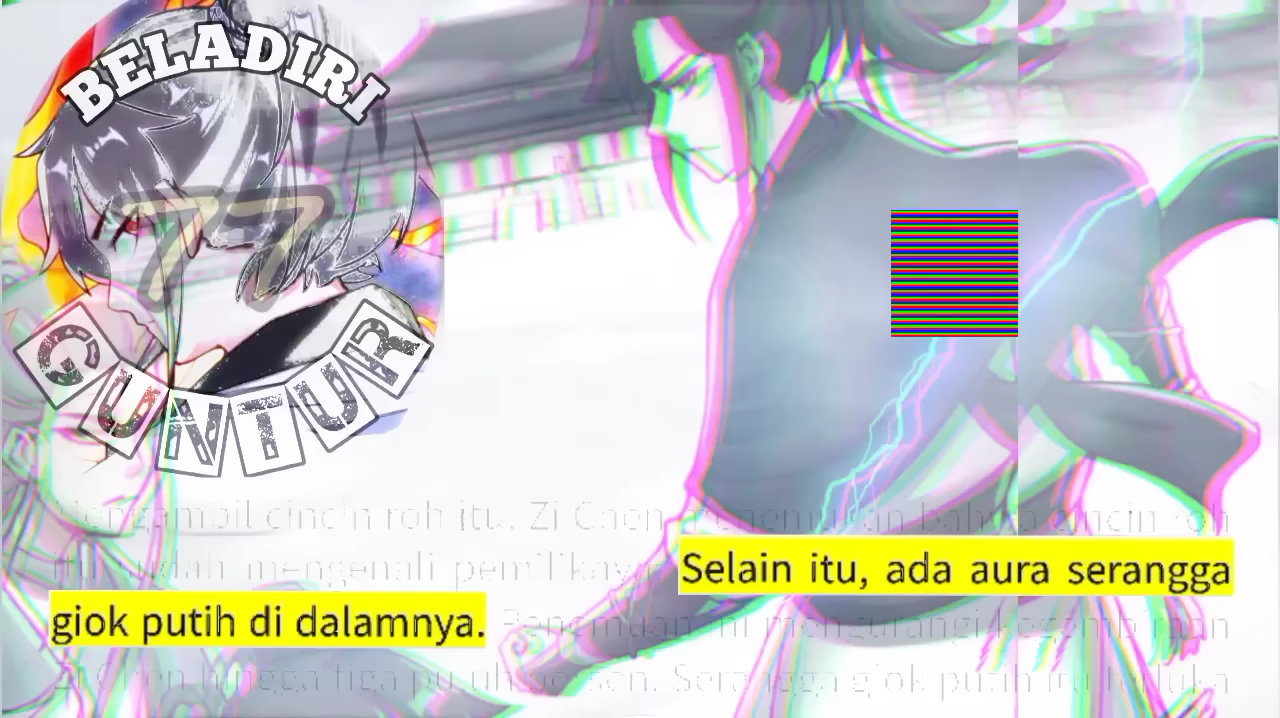 BELADIRI
77
GUNTUR
Mengambil cincin roh itu, Zi Chen menemukan bahwa cincin roh
itu sudah mengenali pemiliknya. Selain itu, ada aura serangga
giok putih di dalamnya. Penemuan ini mengurangi kegembiraan
Zi Chen hingga tiga puluh persen. Serangga giok putih itu terluka